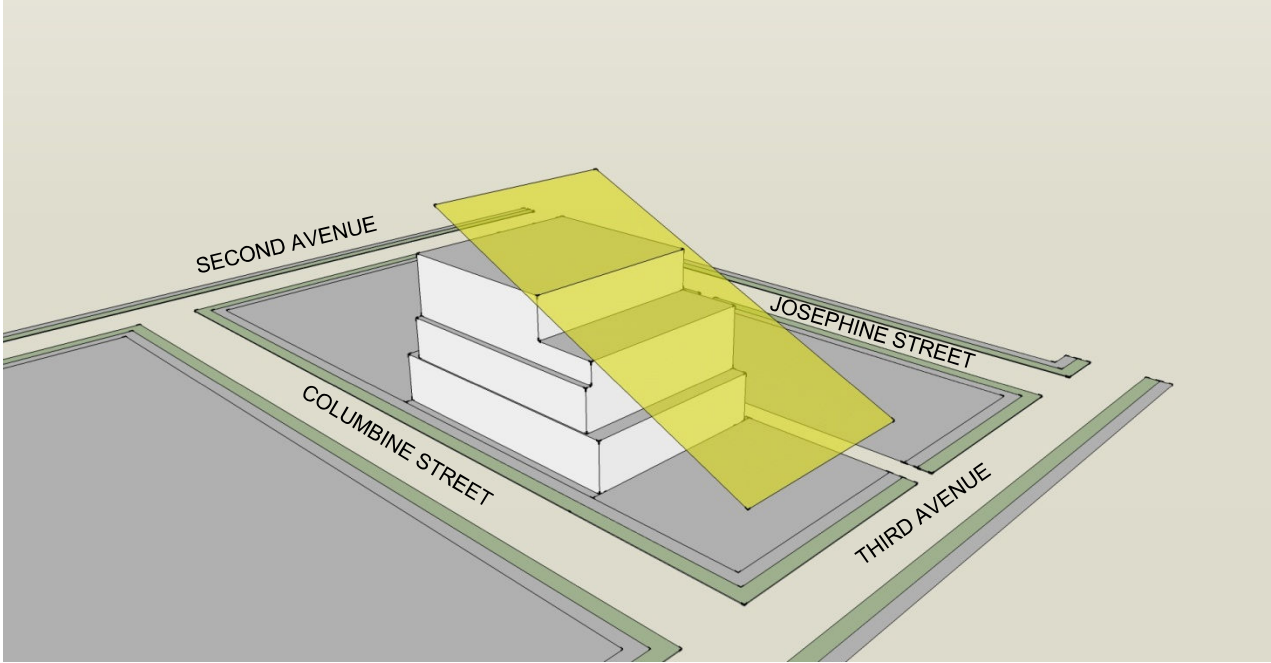 SECOND AVENUE
JOSEPHINE STREET
COLUMBINE STREET
THIRD AVENUE